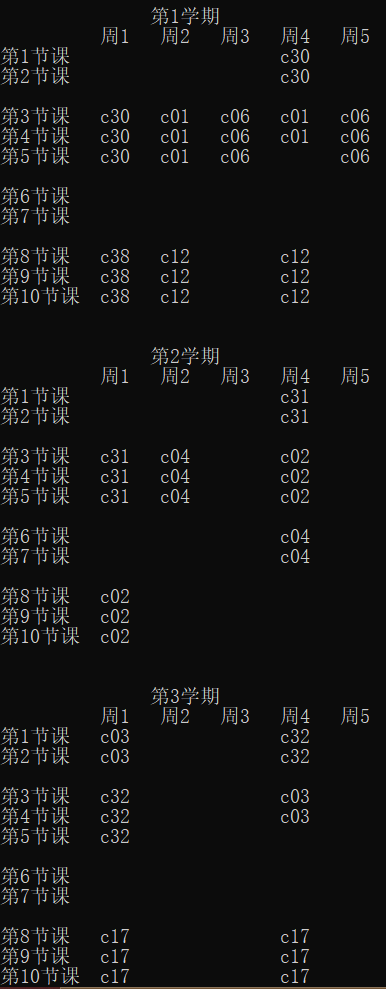 第1学期
周1 周2 周3 周4 周5
第1节课 c30
第2节课 c30
第3节课 c30 c01 c06 c01 c06
第4节课 c30 c01 c06 c01 c06
第5节课 c30 c01 c06 c06
第6节课
第7节课
第8节课 c38 c12 c12
第9节课 c38 c12 c12
第10节课 c38 c12 c12
第2学期
周1 周2 周3 周4 周5
第1节课 c31
第2节课 c31
第3节课 c31 c04 c02
第4节课 c31 c04 c02
第5节课 c31 c04 c02
第6节课 c04
第7节课 c04
第8节课 c02
第9节课 c02
第10节课 c02
第3学期
周1 周2 周3 周4 周5
第1节课 c03 c32
第2节课 c03 c32
第3节课 c32 c03
第4节课 c32 c03
第5节课 c32
第6节课
第7节课
第8节课 c17 c17
第9节课 c17 c17
第10节课 c17 c17